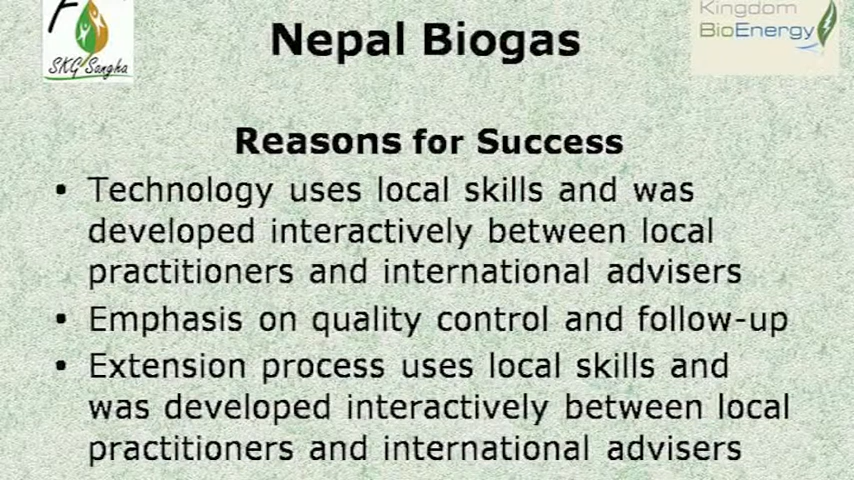 SKG Sangha
Kingdom
BioEnergy
Nepal Biogas
Reasons for Success
• Technology uses local skills and was
developed interactively between local
practitioners and international advisers
• Emphasis on quality control and follow-up
• Extension process uses local skills and
was developed interactively between local
practitioners and international advisers